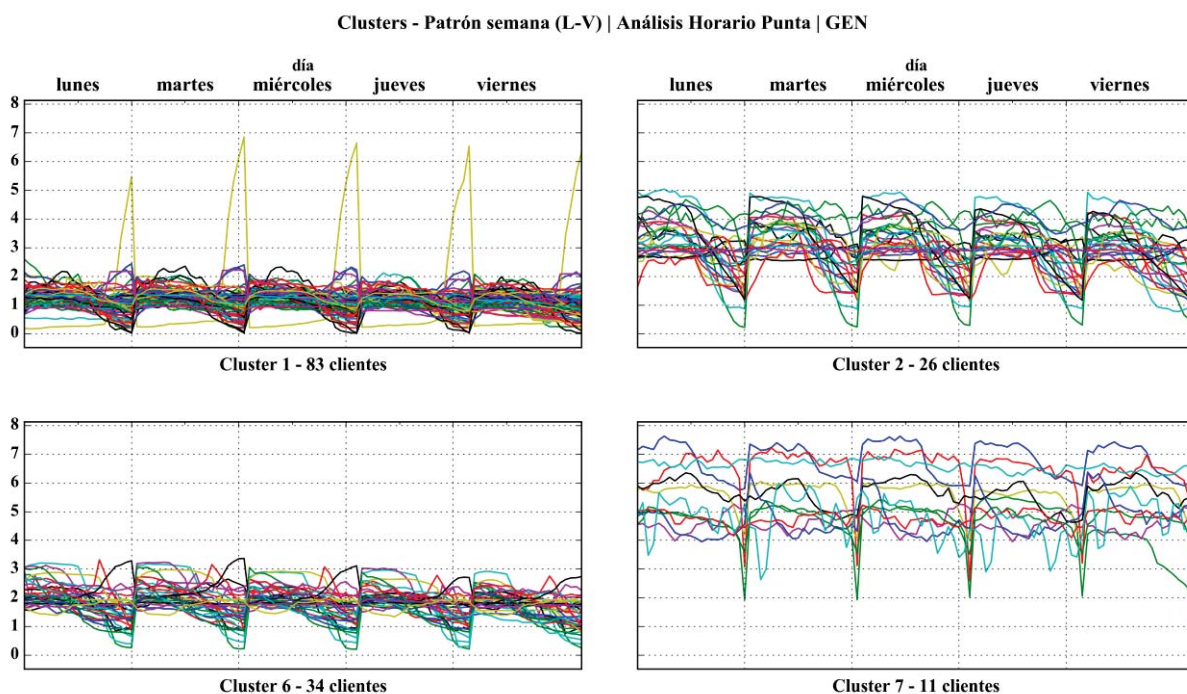 Clusters - Patrón semana (L-V) | Análisis Horario Punta | GEN
día
lunes martes miércoles jueves viernes
lunes martes miércoles jueves viernes
día
8
7
6
5
4
3
2
1
0
Cluster 1 - 83 clientes
Cluster 2 - 26 clientes
8
7
6
5
4
3
2
1
0
Cluster 6 - 34 clientes
Cluster 7 - 11 clientes